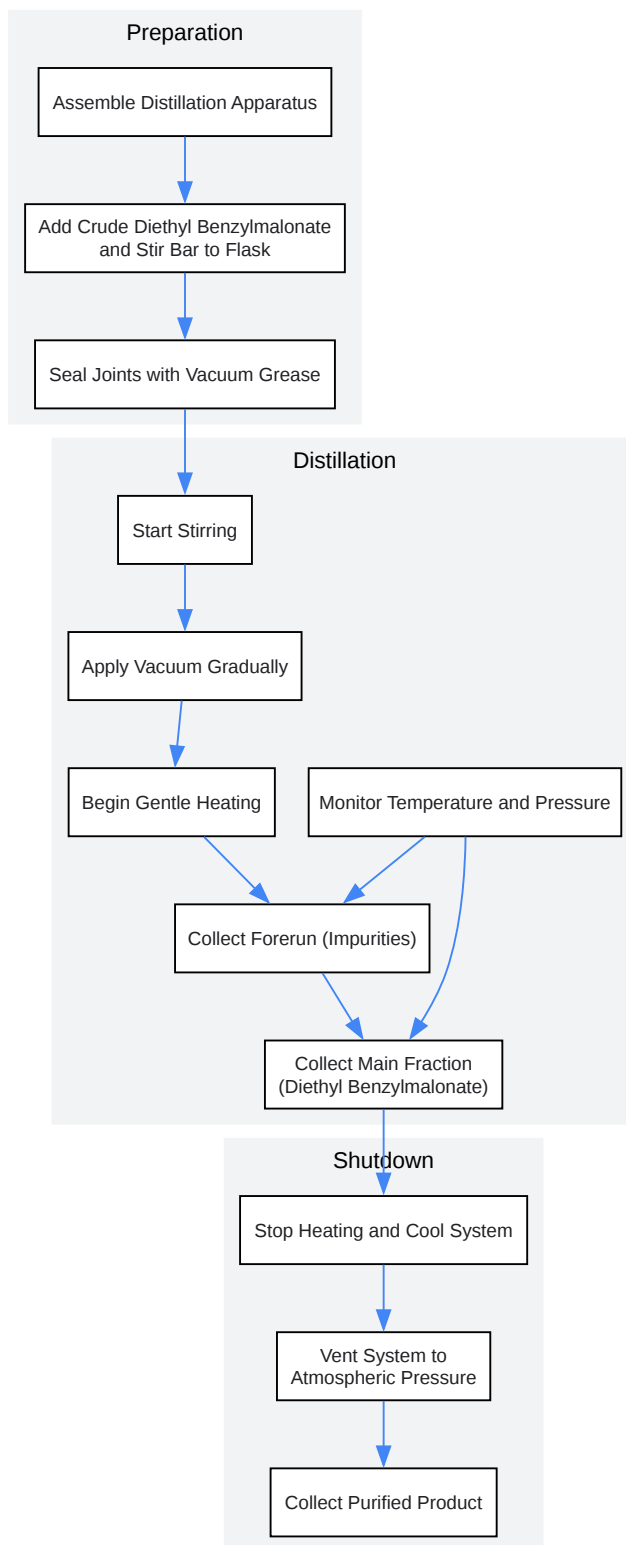 Preparation
Assemble Distillation Apparatus
Add Crude Diethyl Benzylmalonate
and Stir Bar to Flask
Seal Joints with Vacuum Grease
Distillation
Start Stirring
Apply Vacuum Gradually
Begin Gentle Heating
Monitor Temperature and Pressure
Collect Forerun (Impurities)
Collect Main Fraction
(Diethyl Benzylmalonate)
Shutdown
Stop Heating and Cool System
Vent System to
Atmospheric Pressure
Collect Purified Product